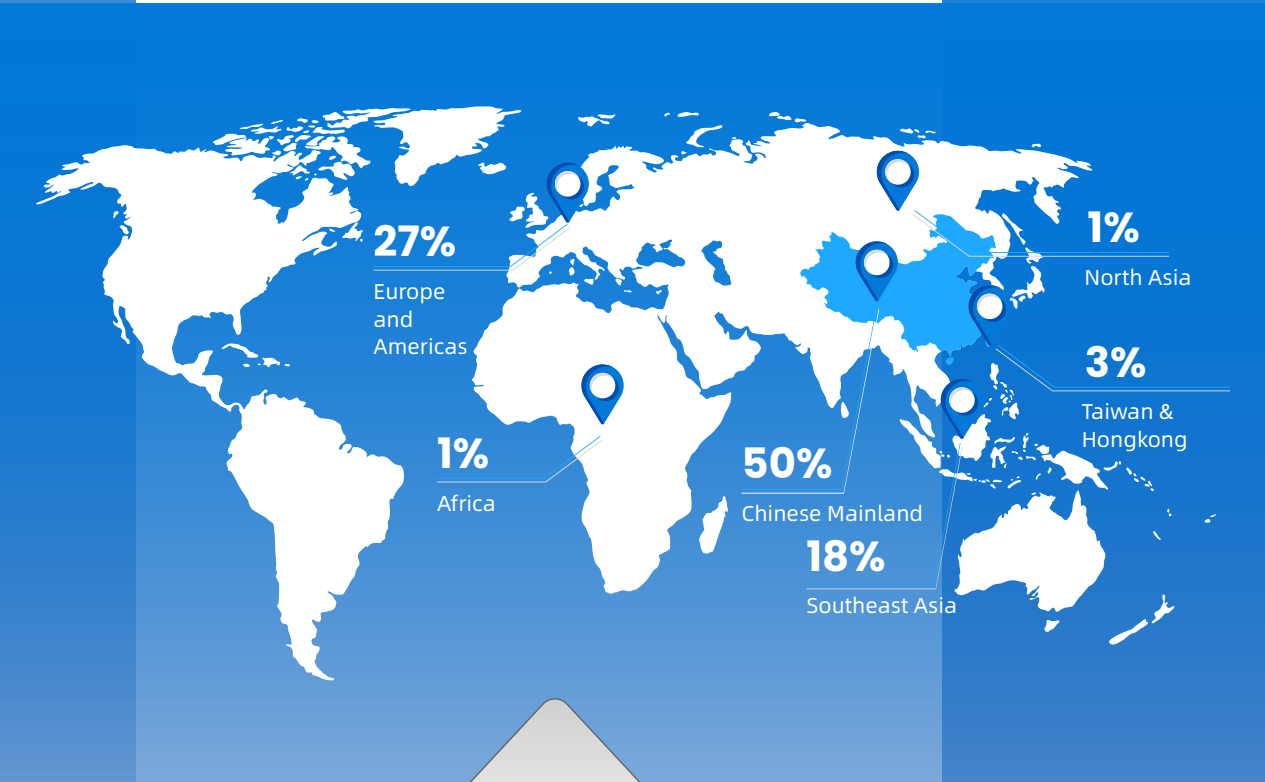 27%
Europe
and
Americas
1%
North Asia
3%
Taiwan &
Hongkong
1%
Africa
50%
Chinese Mainland
18%
Southeast Asia